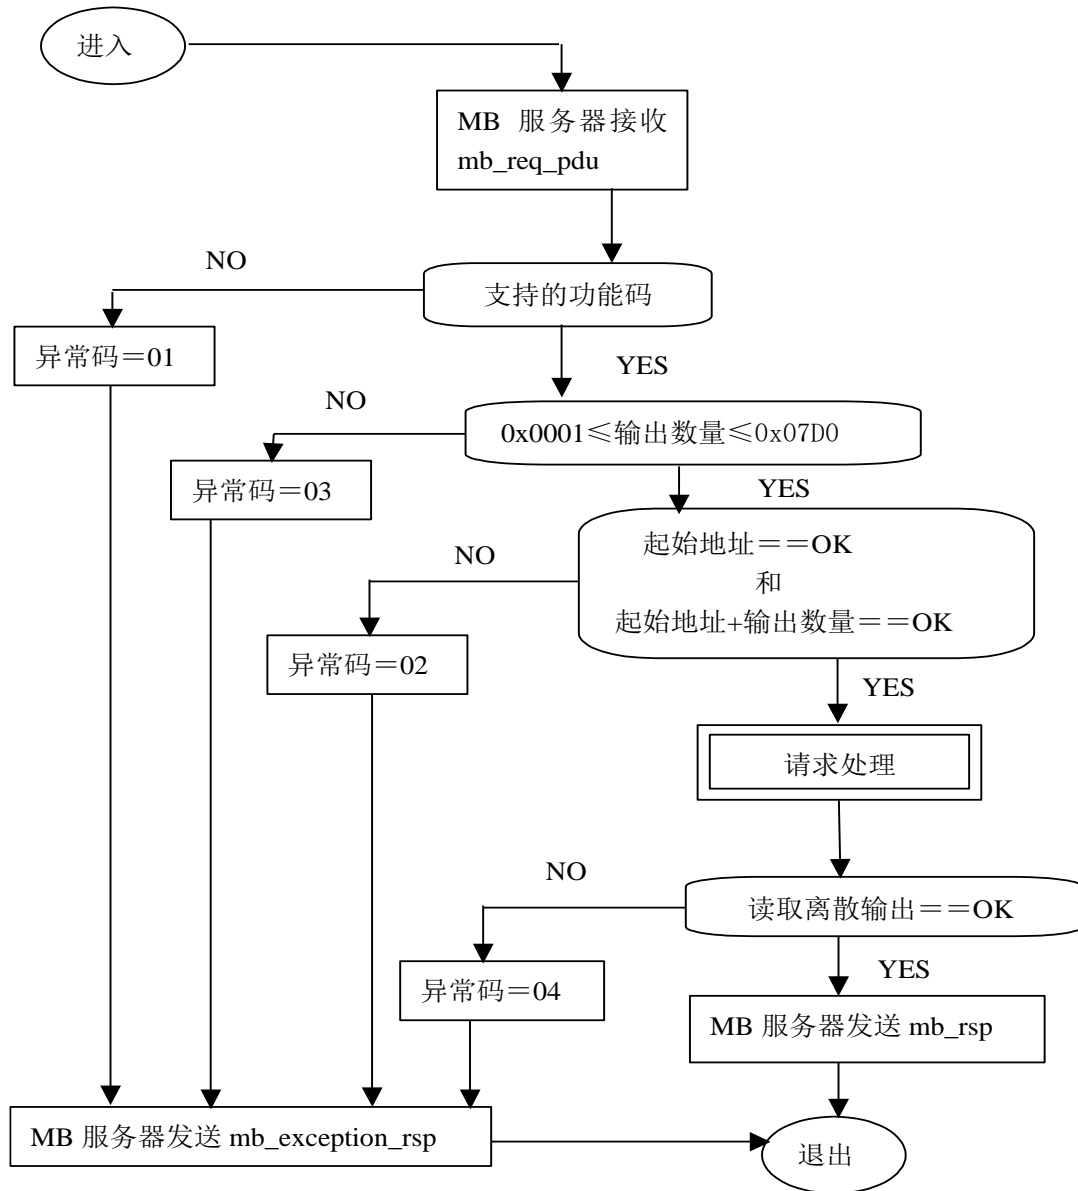 进入
MB 服务器接收
mb_req_pdu
NO
支持的功能码
异常码＝01
YES
NO
0x0001≤输出数量≤0x07D0
异常码＝03
YES
起始地址＝＝OK
NO
和
起始地址+输出数量＝＝OK
异常码＝02
YES
请求处理
NO
读取离散输出＝＝OK
YES
异常码＝04
MB 服务器发送 mb_rsp
MB 服务器发送 mb_exception_rsp
退出